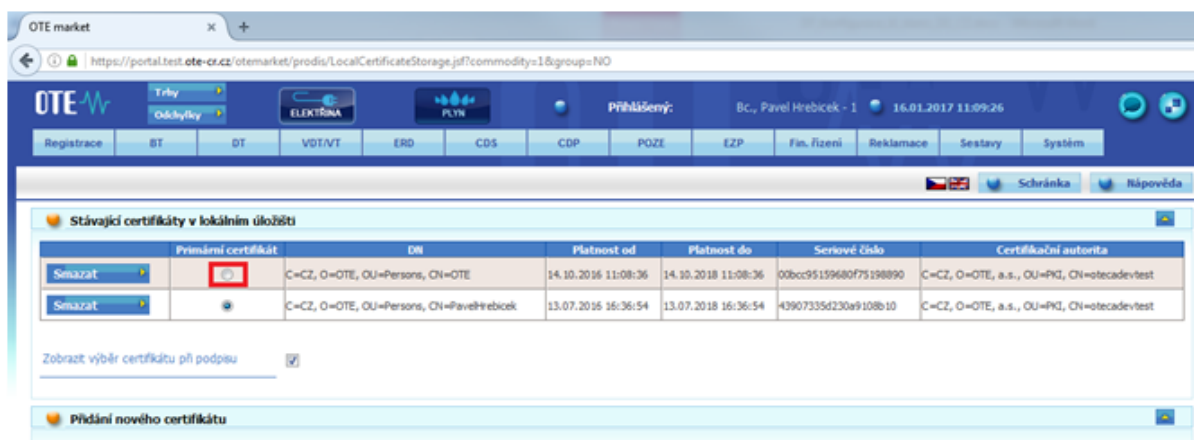 OTE market
https://portal.test.ote-cr.cz/otemarket/prodis/LocalCertificateStorage.jsf?commodity=1&group=NO
OTE Trhy Odchylky ELEKTŘINA PLYN Přihlášený: Bc., Pavel Hrebicek - 1 16.01.2017 11:09:26
Registrace BT DT VDT/VT ERD CDS CDP POZE EZP Fin. řízení Reklamace Sestavy Systém
Schránka Nápověda
Stávající certifikáty v lokálním úložišti
Primární certifikát DN Platnost od Platnost do Seriové číslo Certifikační autorita
Smazat C=CZ, O=OTE, OU=Persons, CN=OTE 14.10.2016 11:08:36 14.10.2018 11:08:36 00bcc95159680f75198890 C=CZ, O=OTE, a.s., OU=PKI, CN=otecadevtest
Smazat C=CZ, O=OTE, OU=Persons, CN=PavelHrebicek 13.07.2016 16:36:54 13.07.2018 16:36:54 43907335d230a9108b10 C=CZ, O=OTE, a.s., OU=PKI, CN=otecadevtest
Zobrazit výběr certifikátu při podpisu
Přidání nového certifikátu